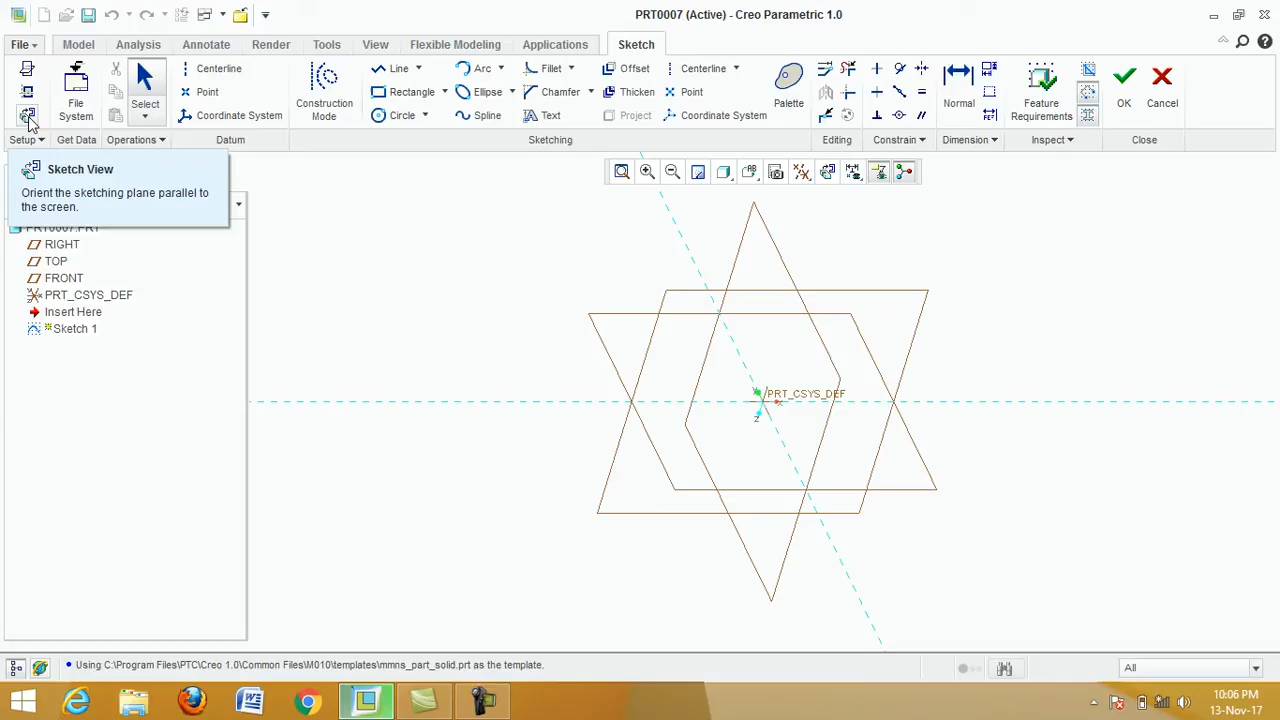 PRT0007 (Active) - Creo Parametric 1.0
File Model Analysis Annotate Render Tools View Flexible Modeling Applications Sketch
Centerline Line Arc Fillet Offset Centerline
Point Rectangle Ellipse Chamfer Thicken Point
Coordinate System Circle Spline Text Project Coordinate System
File System
Select
Construction Mode
Palette
Normal
Feature Requirements
OK
Cancel
Setup Get Data Operations Datum Sketching Editing Constrain Dimension Inspect Close
Sketch View
Orient the sketching plane parallel to
the screen.
PRT0007.PRT
RIGHT
TOP
FRONT
PRT_CSYS_DEF
Insert Here
Sketch 1
PRT_CSYS_DEF
X
Z
Using C:\Program Files\PTC\Creo 1.0\Common Files\M010\templates\mmns_part_solid.prt as the template.
All
10:06 PM
13-Nov-17